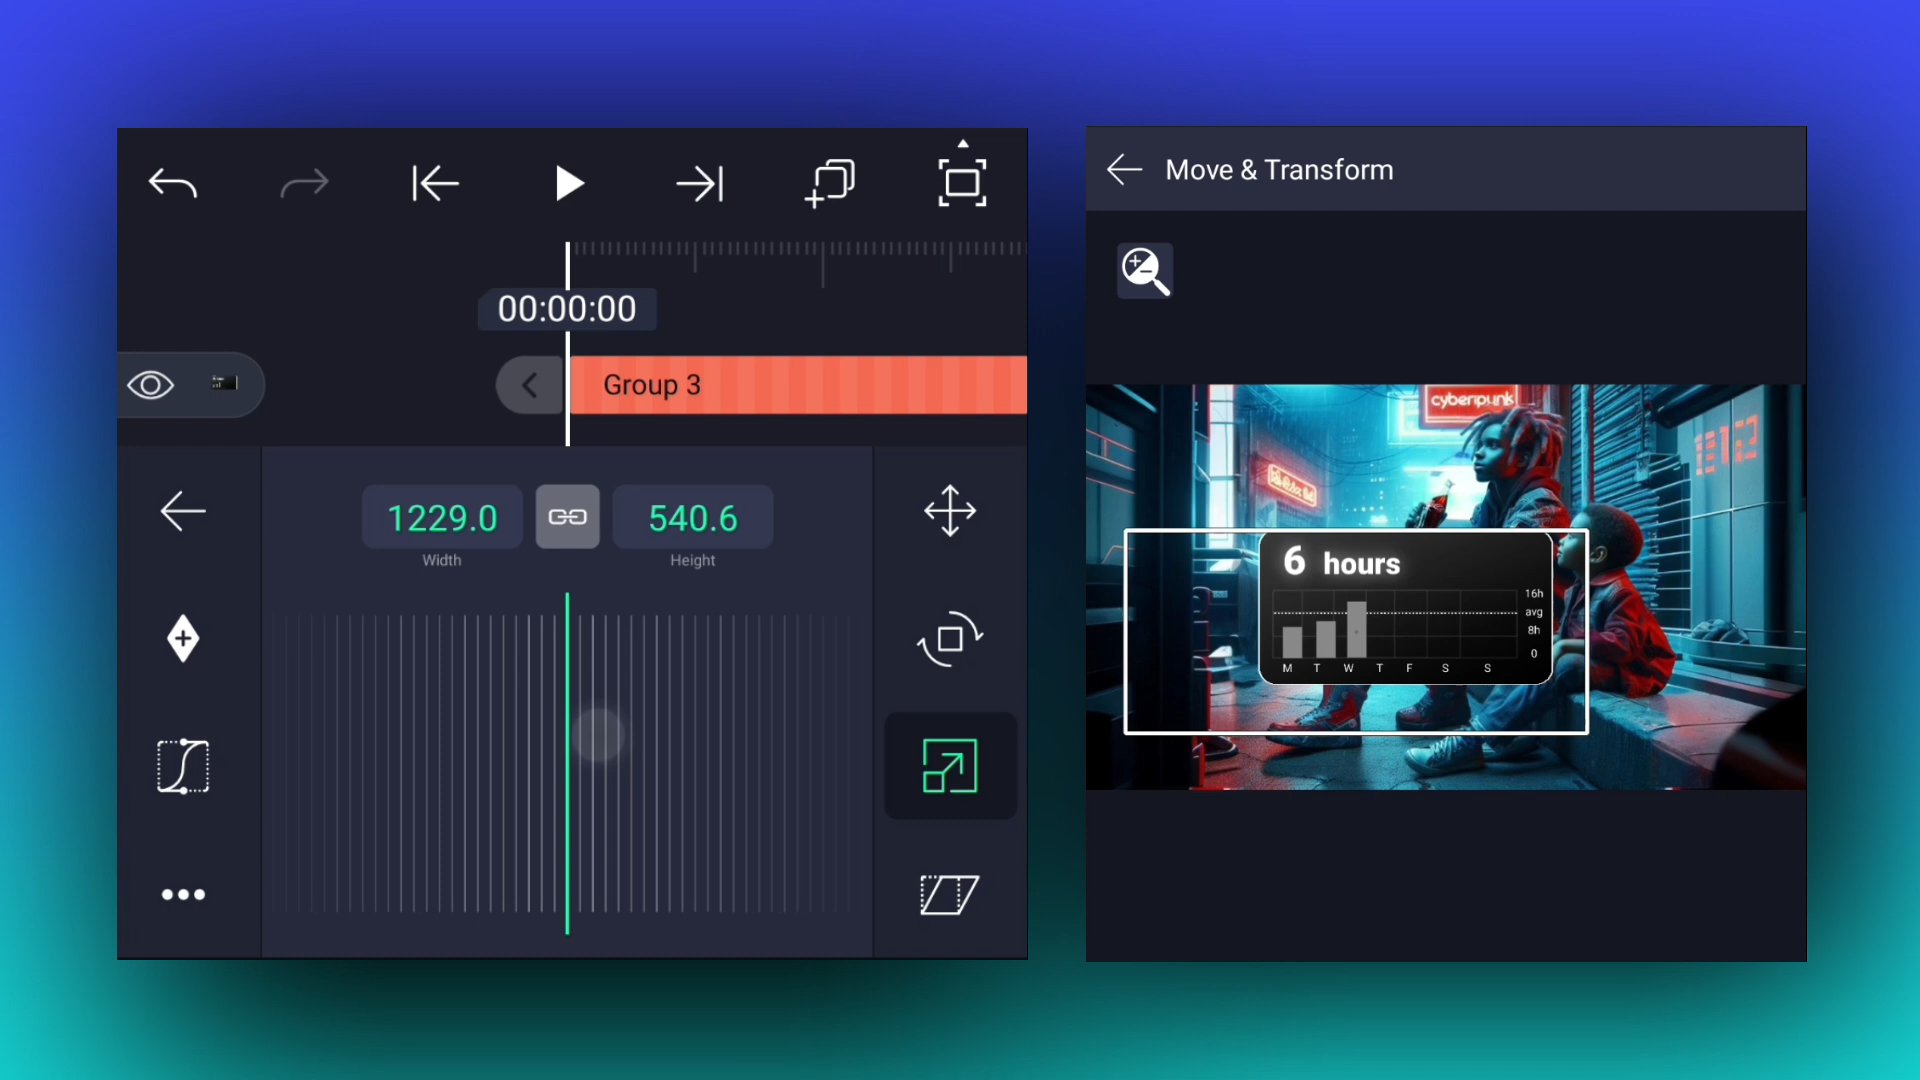 00:00:00
Group 3
1229.0
540.6
Width
Height
Move & Transform
cyberpunk
012
6 hours
16h
avg
8h
0
M T W T F S S